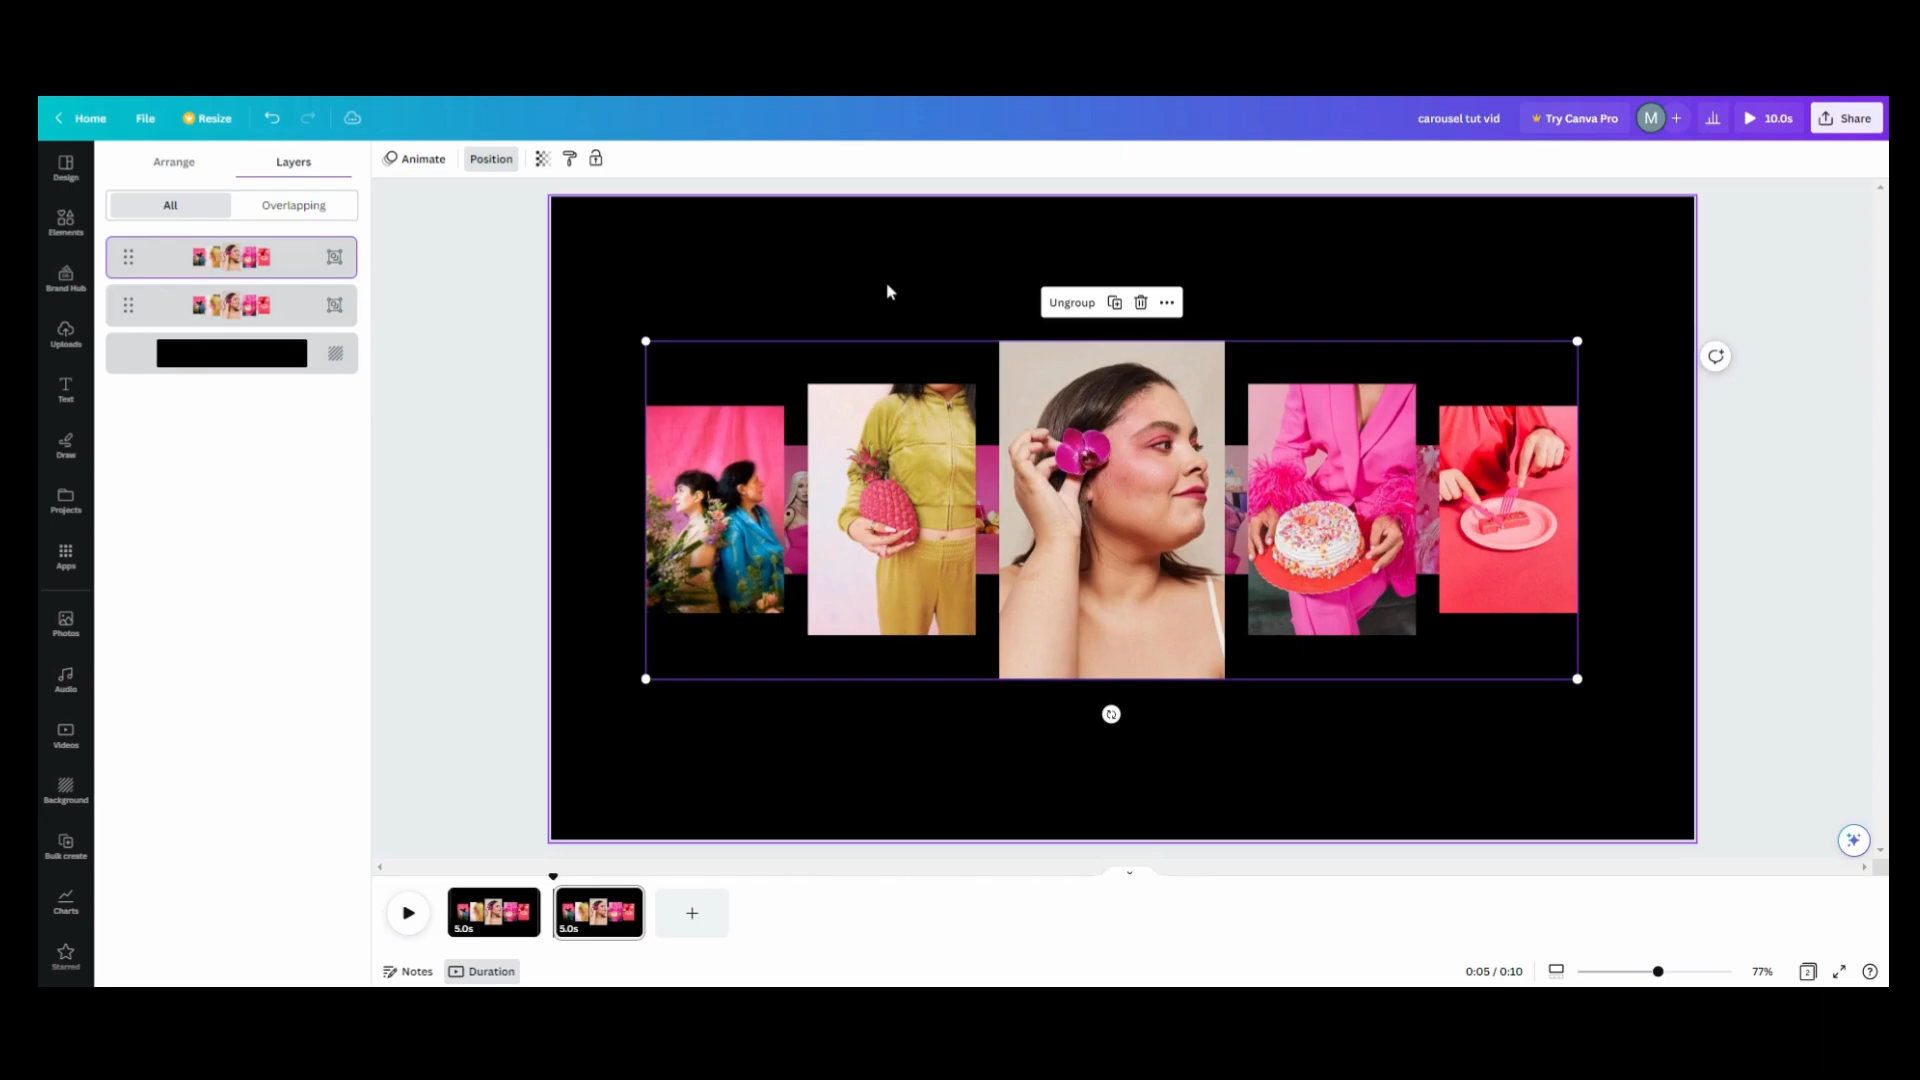 Home File Resize
carousel tut vid Try Canva Pro M + 10.0s Share
Design
Elements
Brand Hub
Uploads
Text
Draw
Projects
Apps
Photos
Audio
Videos
Background
Bulk create
Charts
Starred
Arrange Layers
All Overlapping
Animate Position
Ungroup
5.0s 5.0s
Notes Duration
0:05 / 0:10 77% 2